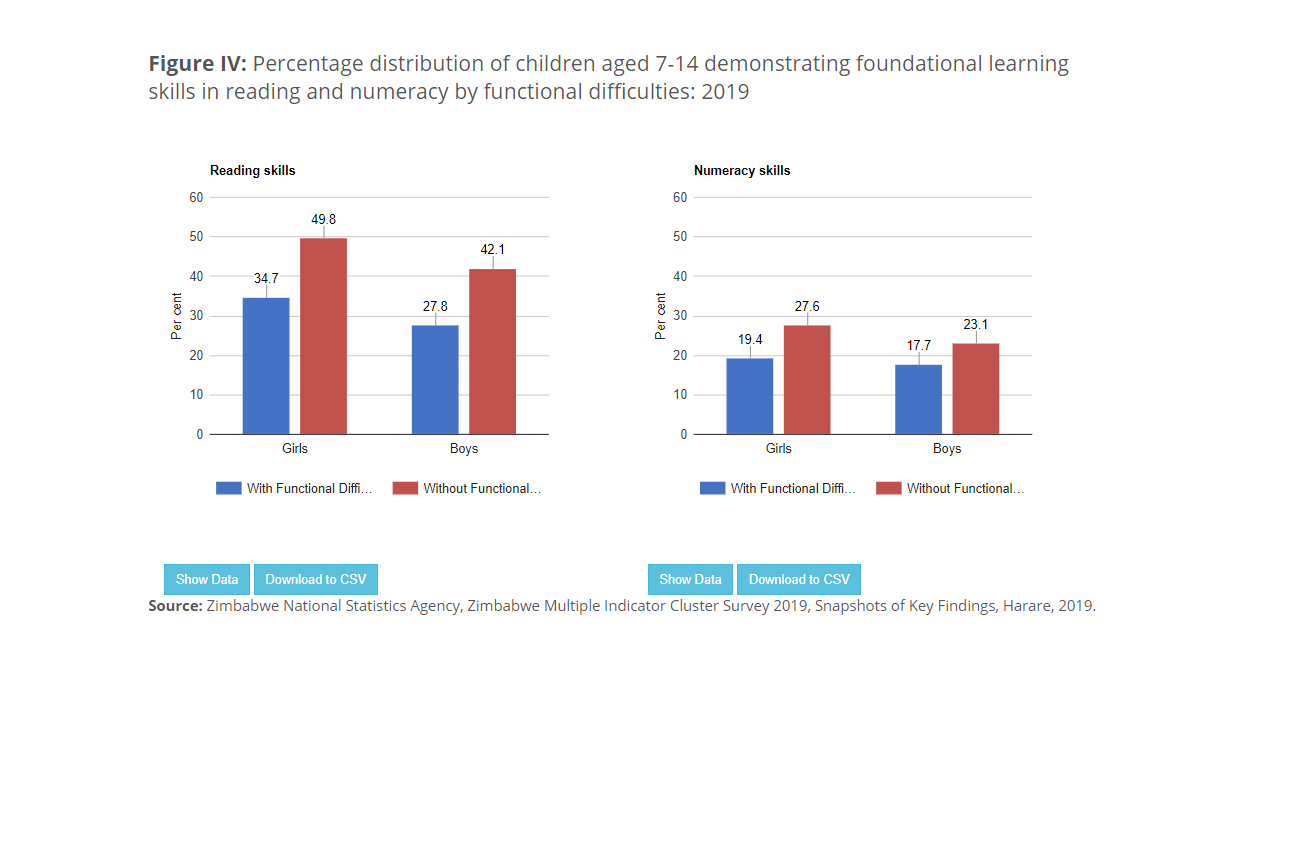 Figure IV: Percentage distribution of children aged 7-14 demonstrating foundational learning
skills in reading and numeracy by functional difficulties: 2019
Reading skills
60
50
40
30
20
10
0
Per cent
34.7
49.8
27.8
42.1
Girls
Boys
With Functional Diffi...
Without Functional...
Numeracy skills
60
50
40
30
20
10
0
Per cent
19.4
27.6
17.7
23.1
Girls
Boys
With Functional Diffi...
Without Functional...
Show Data
Download to CSV
Show Data
Download to CSV
Source: Zimbabwe National Statistics Agency, Zimbabwe Multiple Indicator Cluster Survey 2019, Snapshots of Key Findings, Harare, 2019.